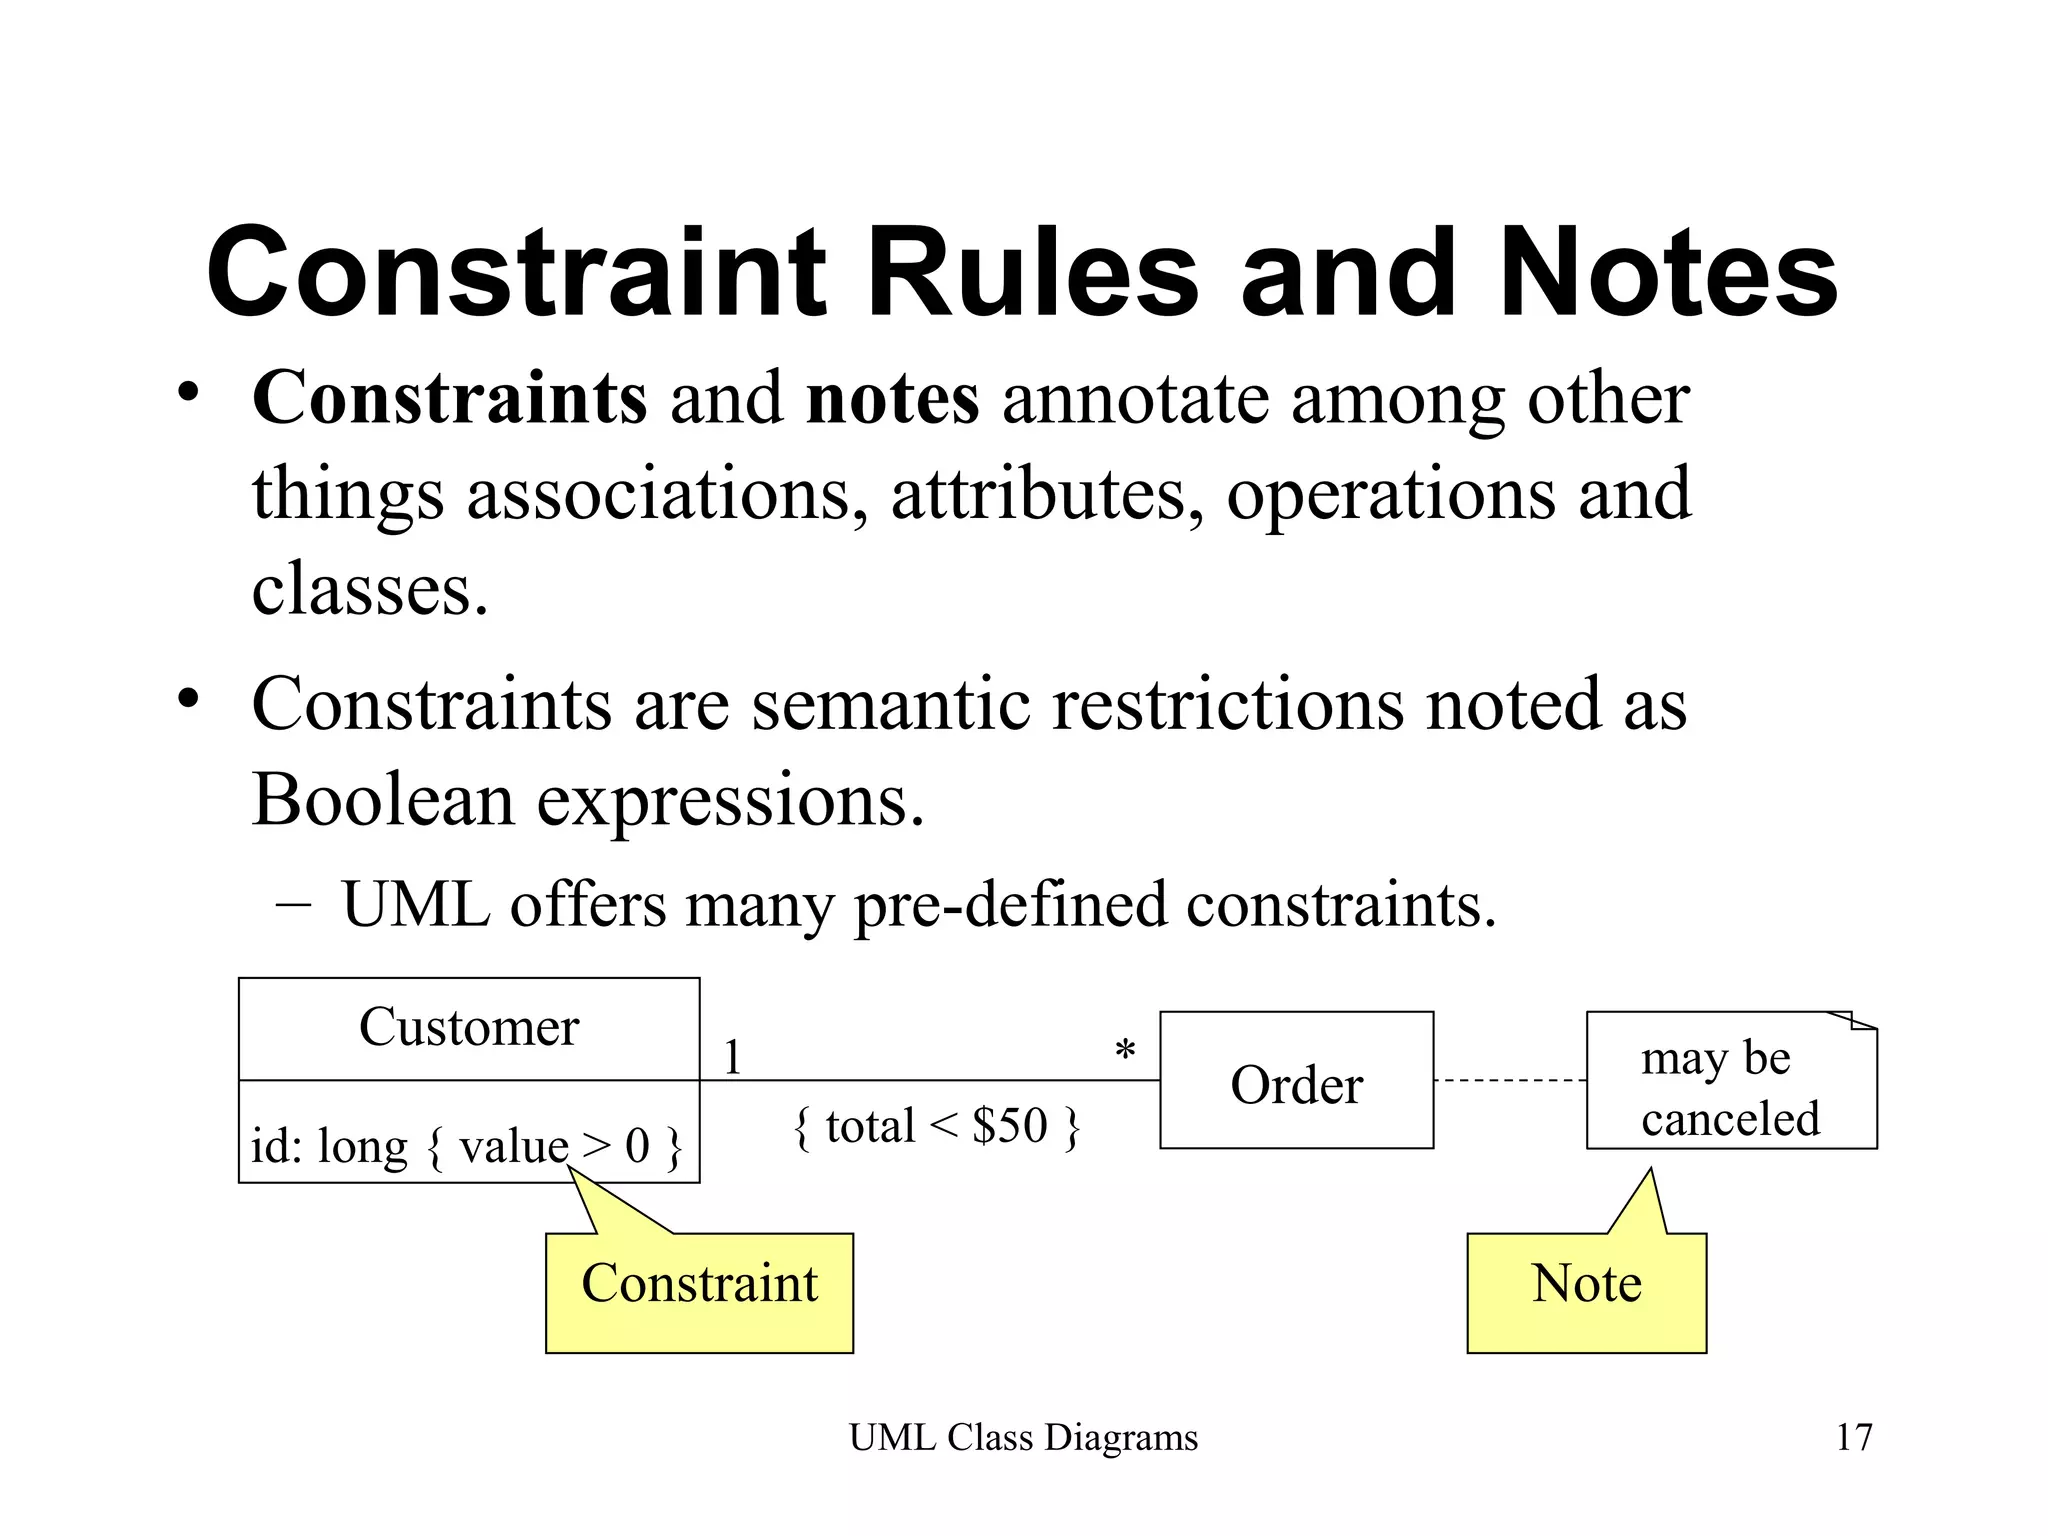 Constraint Rules and Notes
• Constraints and notes annotate among other
things associations, attributes, operations and
classes.
• Constraints are semantic restrictions noted as
Boolean expressions.
– UML offers many pre-defined constraints.
Customer
id: long { value > 0 }
1
*
{ total < $50 }
Order
may be
canceled
Constraint
Note
UML Class Diagrams
17